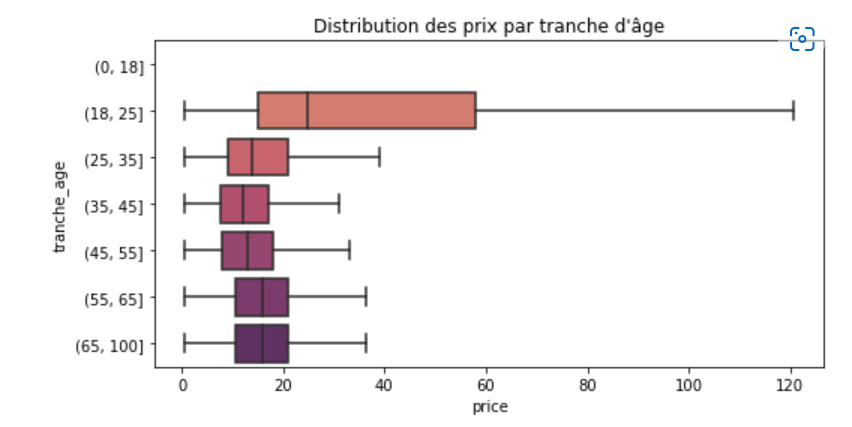 Distribution des prix par tranche d'âge
tranche_age
(0, 18]
(18, 25]
(25, 35]
(35, 45]
(45, 55]
(55, 65]
(65, 100]
0 20 40 60 80 100 120
price